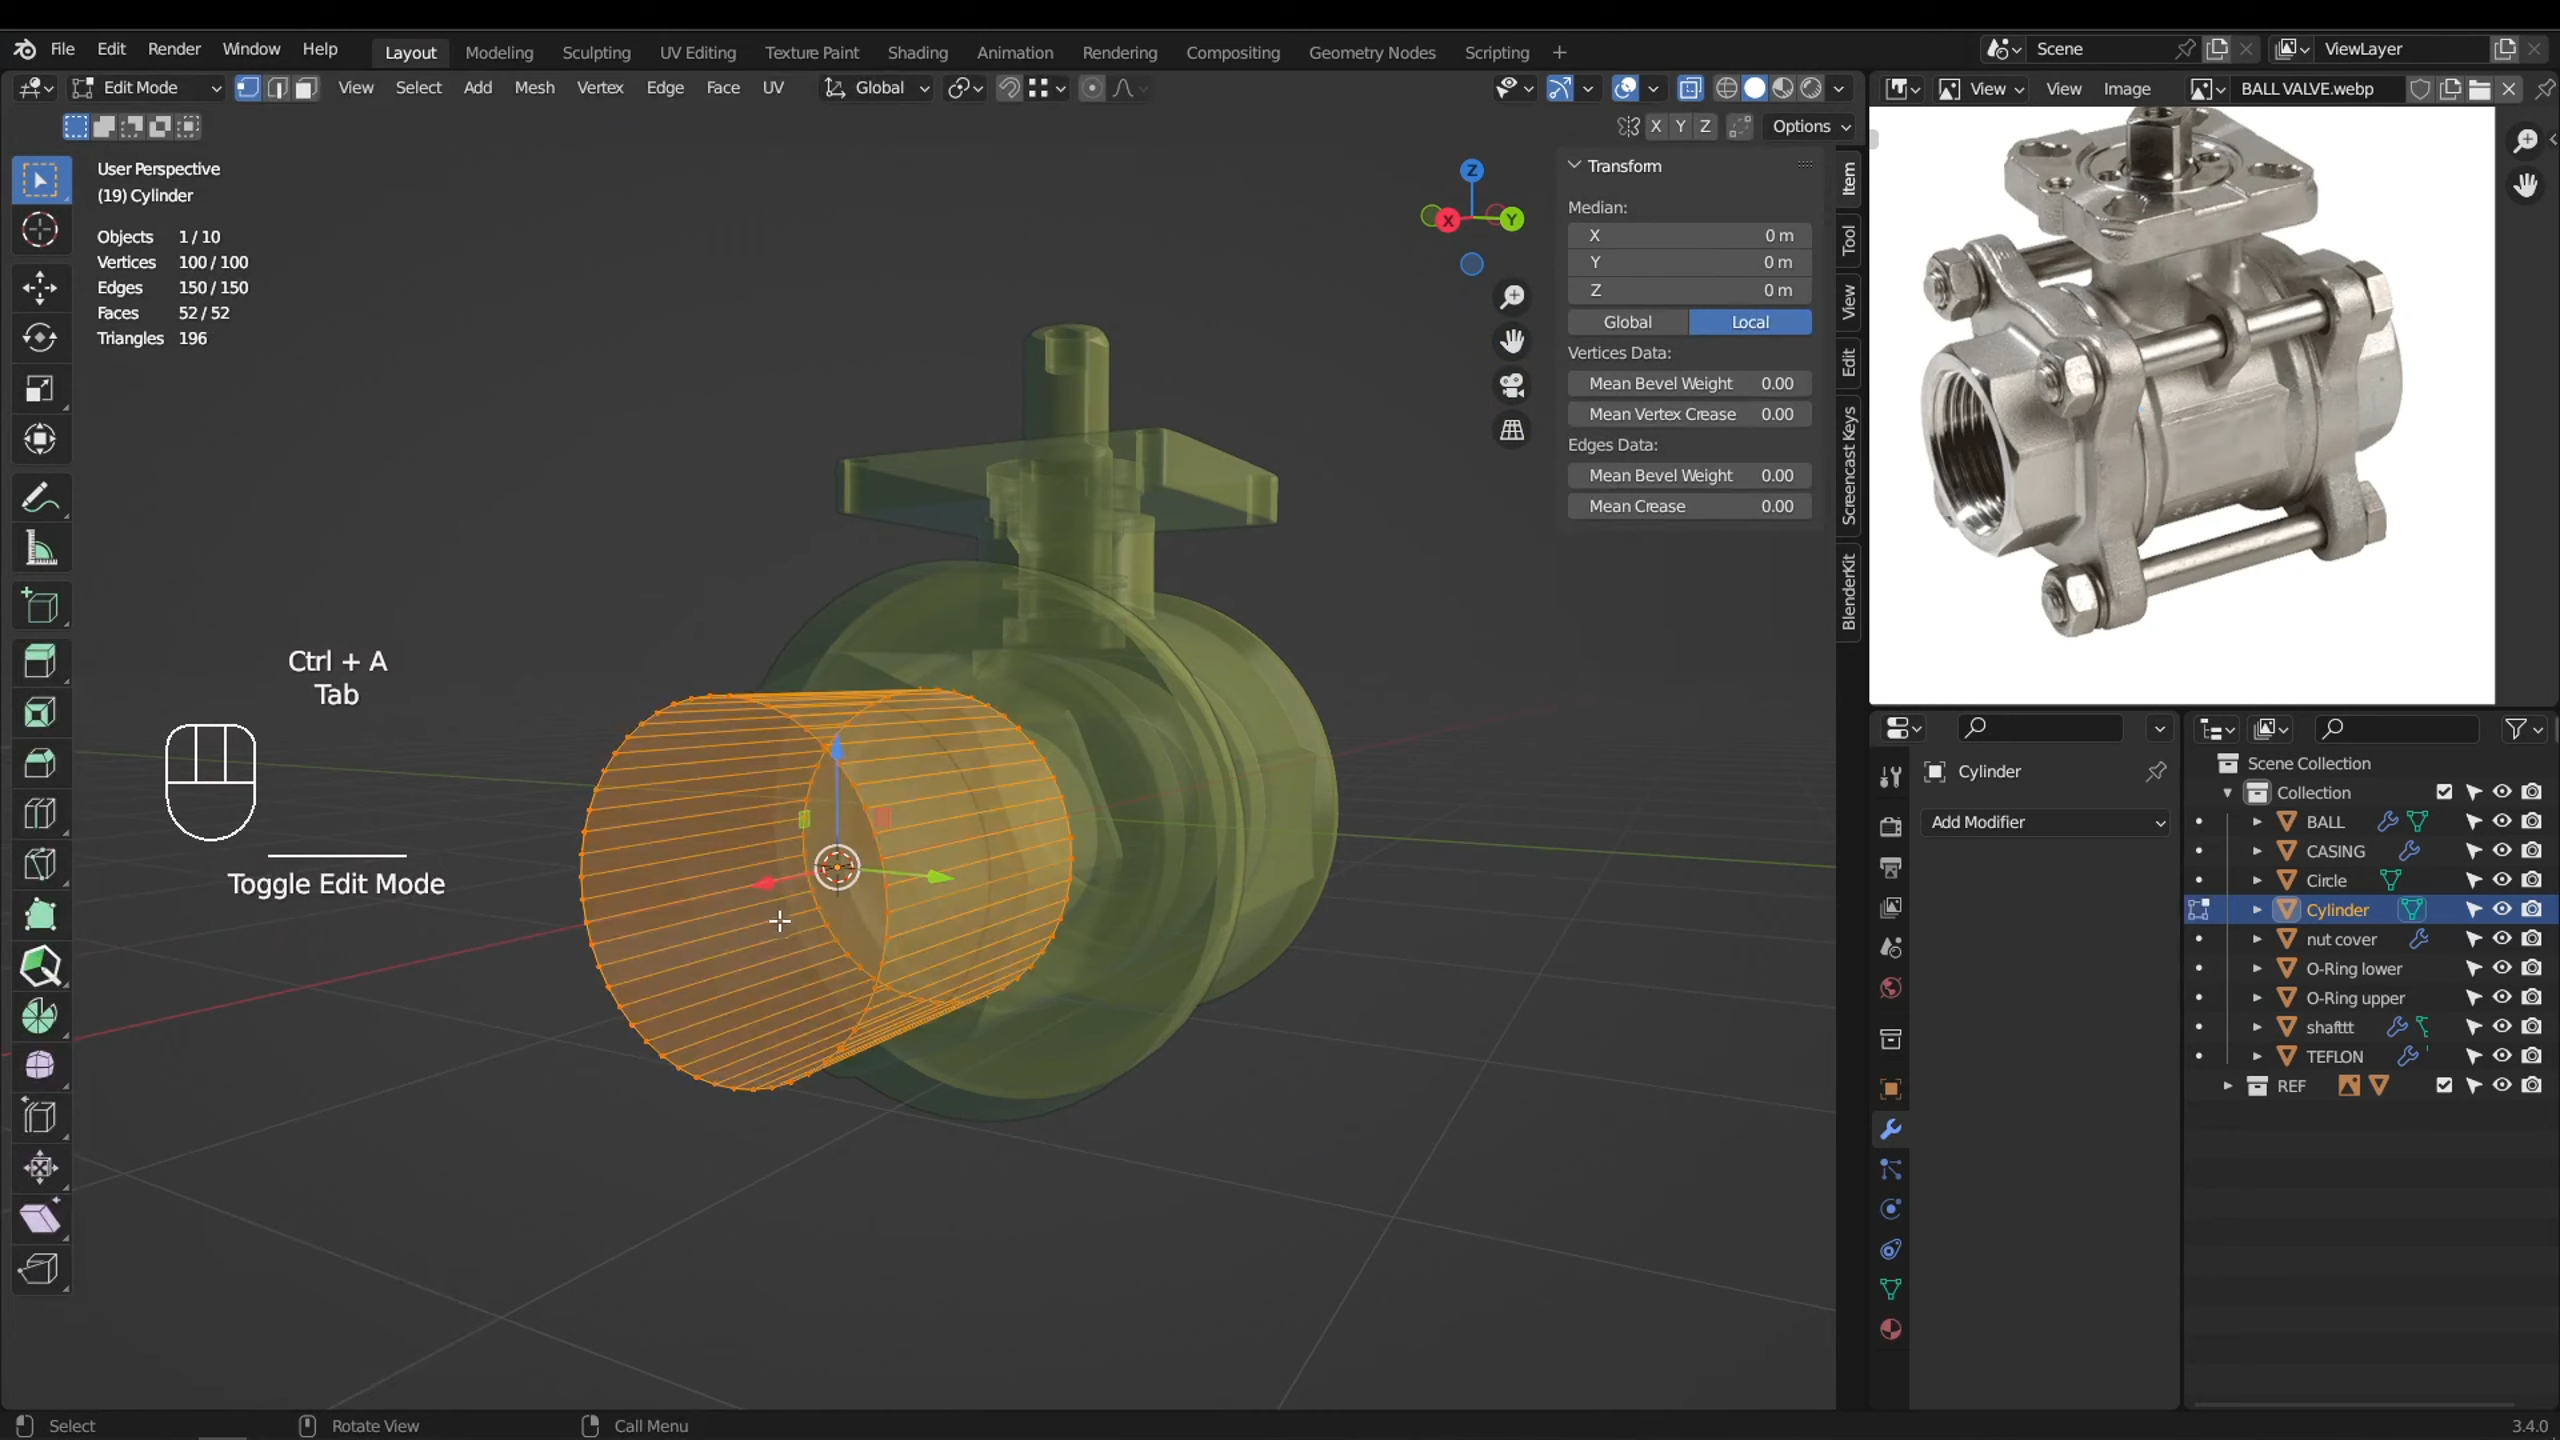 File Edit Render Window Help Layout Modeling Sculpting UV Editing Texture Paint Shading Animation Rendering Compositing Geometry Nodes Scripting Scene ViewLayer
Edit Mode View Select Add Mesh Vertex Edge Face UV Global View View Image BALL VALVE.webp
X Y Z Options
User Perspective
(19) Cylinder
Objects 1 / 10
Vertices 100 / 100
Edges 150 / 150
Faces 52 / 52
Triangles 196
Z
X
Y
Transform
Median:
X 0 m
Y 0 m
Z 0 m
Global Local
Vertices Data:
Mean Bevel Weight 0.00
Mean Vertex Crease 0.00
Edges Data:
Mean Bevel Weight 0.00
Mean Crease 0.00
Item
Tool
View
Edit
Screencast Keys
BlenderKit
Ctrl + A
Tab
Toggle Edit Mode
Cylinder
Add Modifier
Scene Collection
Collection
BALL
CASING
Circle
Cylinder
nut cover
O-Ring lower
O-Ring upper
shafttt
TEFLON
REF
Select Rotate View Call Menu 3.4.0